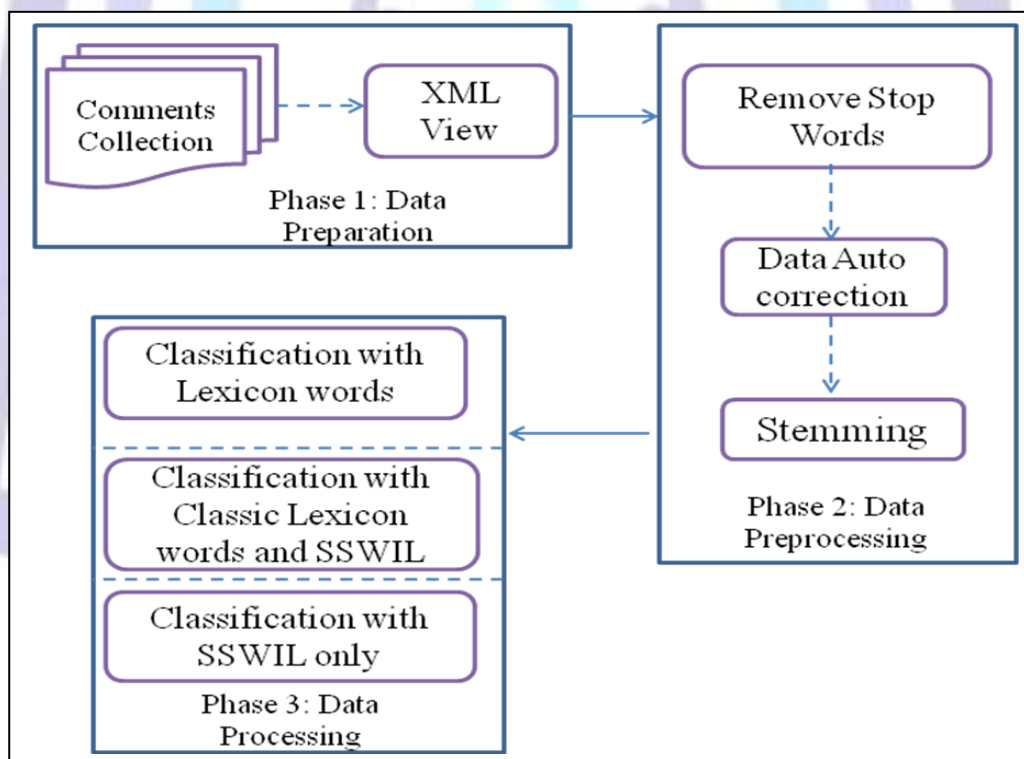 Comments
Collection
XML
View
Phase 1: Data
Preparation
Remove Stop
Words
Data Auto
correction
Stemming
Phase 2: Data
Preprocessing
Classification with
Lexicon words
Classification with
Classic Lexicon
words and SSWIL
Classification with
SSWIL only
Phase 3: Data
Processing